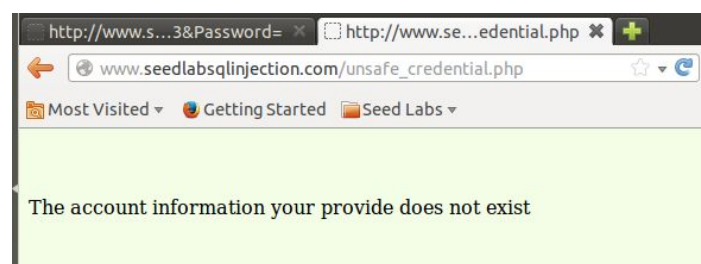 http://www.s...3&Password= http://www.se...edential.php
www.seedlabsqlinjection.com/unsafe_credential.php
Most Visited Getting Started Seed Labs
The account information your provide does not exist